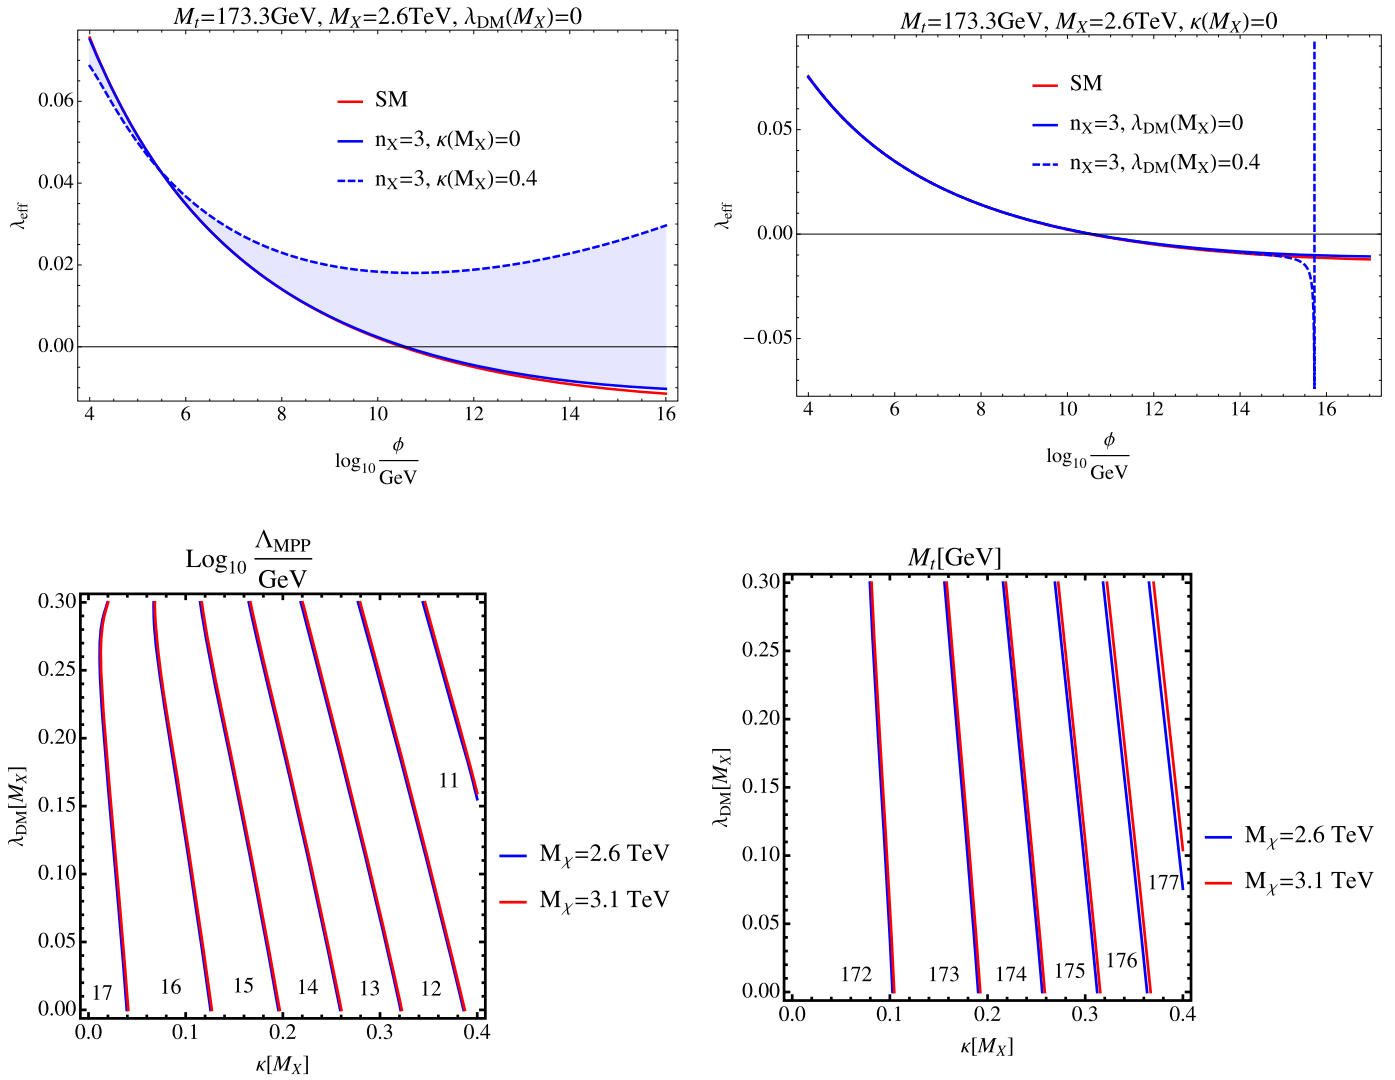 M_t=173.3GeV, M_X=2.6TeV, λ_DM(M_X)=0
λ_eff
0.06
0.04
0.02
0.00
SM
n_X=3, κ(M_X)=0
n_X=3, κ(M_X)=0.4
4 6 8 10 12 14 16
log₁₀ ϕ/GeV
M_t=173.3GeV, M_X=2.6TeV, κ(M_X)=0
λ_eff
0.05
0.00
−0.05
SM
n_X=3, λ_DM(M_X)=0
n_X=3, λ_DM(M_X)=0.4
4 6 8 10 12 14 16
log₁₀ ϕ/GeV
Log₁₀ Λ_MPP/GeV
λ_DM[M_X]
0.30
0.25
0.20
0.15
0.10
0.05
0.00
11
17 16 15 14 13 12
0.0 0.1 0.2 0.3 0.4
κ[M_X]
M_χ=2.6 TeV
M_χ=3.1 TeV
M_t[GeV]
λ_DM[M_X]
0.30
0.25
0.20
0.15
0.10
0.05
0.00
177
172 173 174 175 176
0.0 0.1 0.2 0.3 0.4
κ[M_X]
M_χ=2.6 TeV
M_χ=3.1 TeV